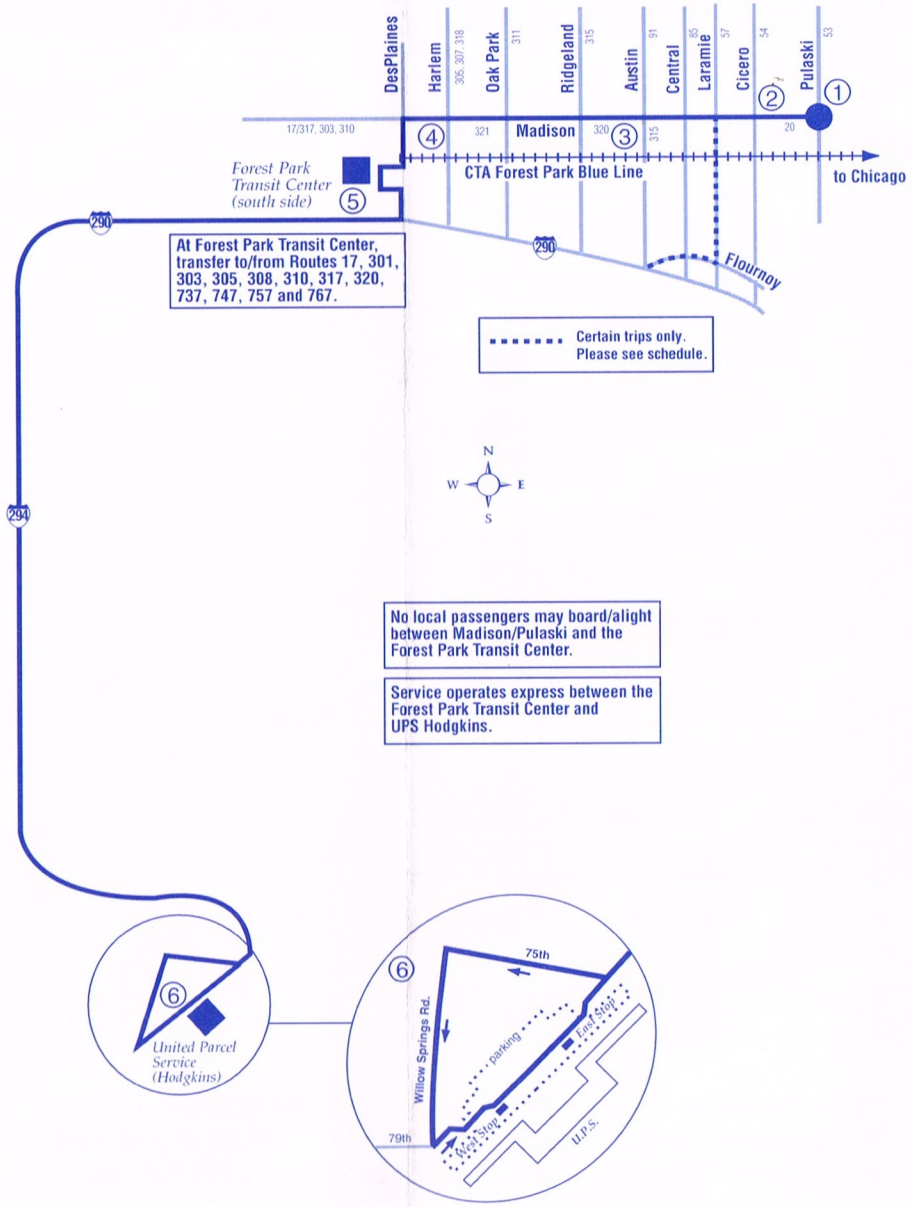 DesPlaines
Harlem
305, 307, 318
Oak Park
311
Ridgeland
315
Austin
91
Central
85
Laramie
57
Cicero
54
Pulaski
53
①
②
17/317, 303, 310
④
321
Madison
320
③
315
20
CTA Forest Park Blue Line
to Chicago
Forest Park
Transit Center
(south side)
⑤
290
290
Flournoy
At Forest Park Transit Center,
transfer to/from Routes 17, 301,
303, 305, 308, 310, 317, 320,
737, 747, 757 and 767.
Certain trips only.
Please see schedule.
N
W E
S
294
No local passengers may board/alight
between Madison/Pulaski and the
Forest Park Transit Center.
Service operates express between the
Forest Park Transit Center and
UPS Hodgkins.
⑥
United Parcel
Service
(Hodgkins)
⑥
75th
Willow Springs Rd.
parking
East Stop
West Stop
U.P.S.
79th